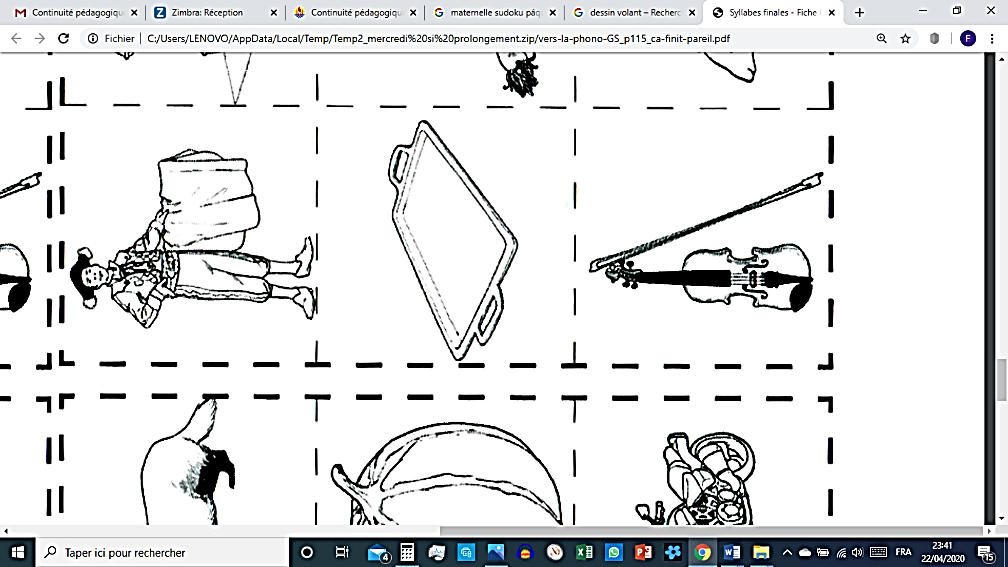 Continuité pédagogiqu
Zimbra: Réception
Continuité pédagogiqu
maternelle sudoku pâq
dessin volant – Recherc
Syllabes finales - Fiche
Fichier
C:/Users/LENOVO/AppData/Local/Temp/Temp2_mercredi%20si%20prolongement.zip/vers-la-phono-GS_p115_ca-finit-pareil.pdf
F
Taper ici pour rechercher
4
FRA
23:41
22/04/2020
15